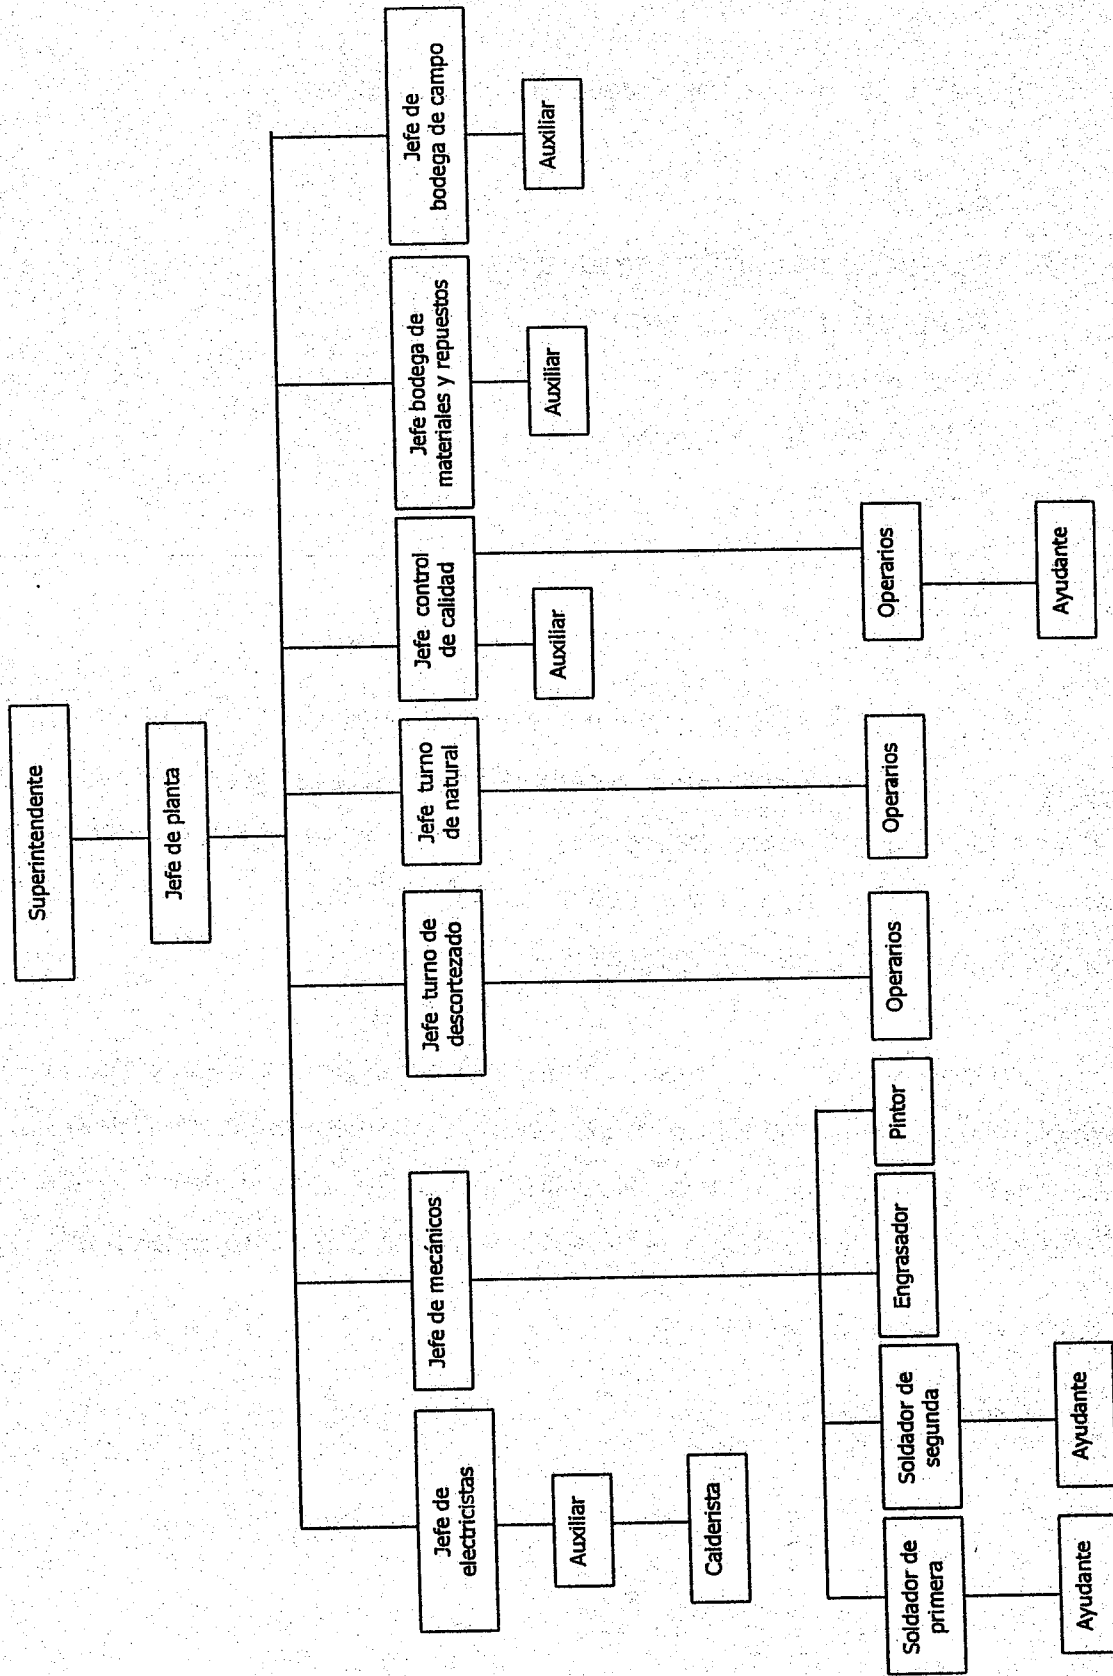 Superintendente
Jefe de planta
Jefe de
electricistas
Jefe de mecánicos
Jefe turno de
descortezado
Jefe turno
de natural
Jefe control
de calidad
Jefe bodega de
materiales y repuestos
Jefe de
bodega de campo
Auxiliar
Auxiliar
Auxiliar
Auxiliar
Calderista
Soldador de
primera
Soldador de
segunda
Engrasador
Pintor
Operarios
Operarios
Operarios
Ayudante
Ayudante
Ayudante